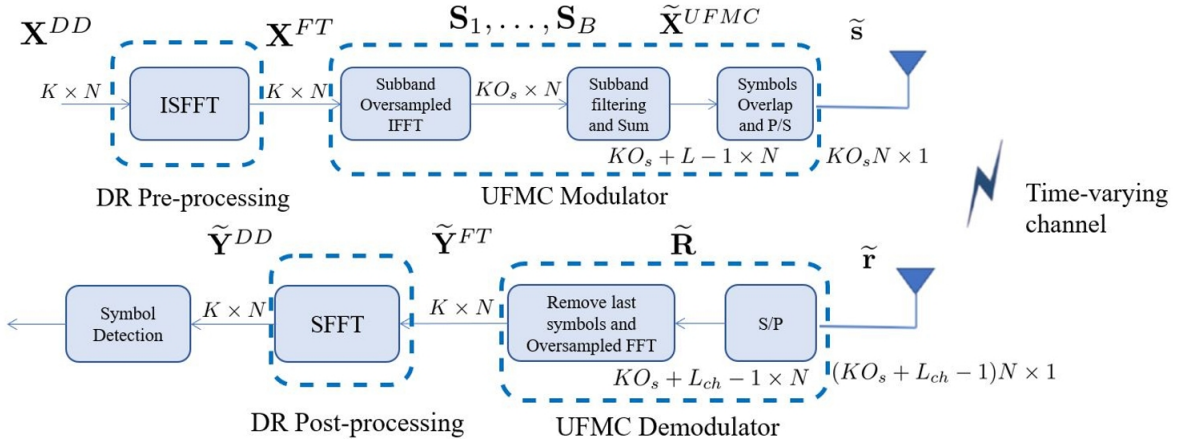 X^{DD}
X^{FT}
S_1, . . . , S_B
X̃^{UFMC}
s̃
K × N
ISFFT
K × N
Subband
Oversampled
IFFT
KO_s × N
Subband
filtering
and Sum
Symbols
Overlap
and P/S
KO_s + L − 1 × N
KO_sN × 1
DR Pre-processing
UFMC Modulator
Time-varying
channel
Ỹ^{DD}
Ỹ^{FT}
R̃
r̃
Symbol
Detection
K × N
SFFT
K × N
Remove last
symbols and
Oversampled FFT
S/P
KO_s + L_{ch} − 1 × N
(KO_s + L_{ch} − 1)N × 1
DR Post-processing
UFMC Demodulator